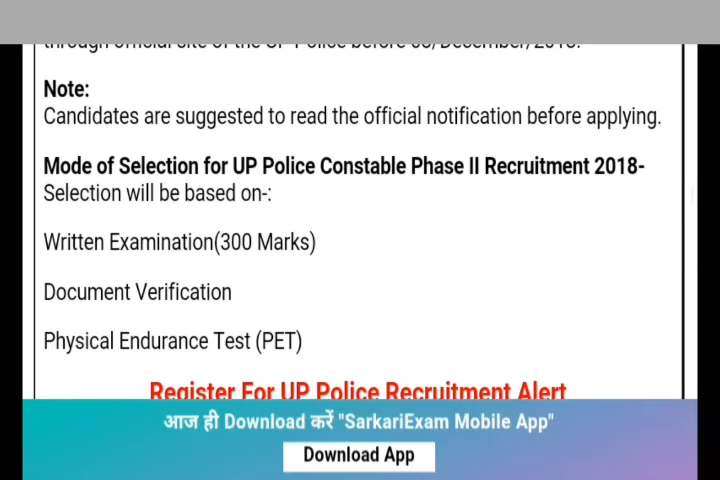 Note:
Candidates are suggested to read the official notification before applying.
Mode of Selection for UP Police Constable Phase II Recruitment 2018-
Selection will be based on-:
Written Examination(300 Marks)
Document Verification
Physical Endurance Test (PET)
Register For UP Police Recruitment Alert
आज ही Download करें "SarkariExam Mobile App"
Download App